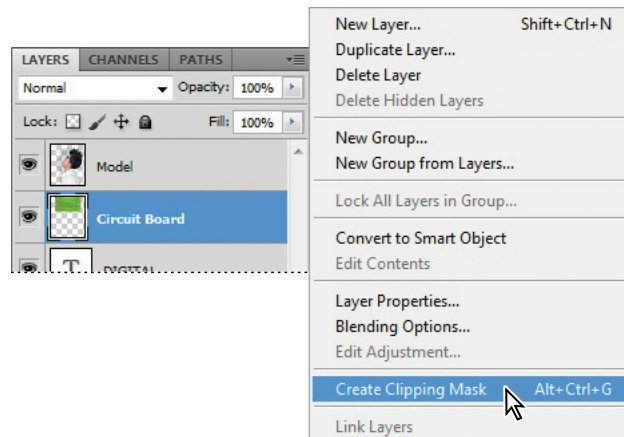 LAYERS CHANNELS PATHS
Normal Opacity: 100%
Lock: Fill: 100%
Model
Circuit Board
T DIGITAL
New Layer... Shift+Ctrl+N
Duplicate Layer...
Delete Layer
Delete Hidden Layers
New Group...
New Group from Layers...
Lock All Layers in Group...
Convert to Smart Object
Edit Contents
Layer Properties...
Blending Options...
Edit Adjustment...
Create Clipping Mask Alt+Ctrl+G
Link Layers